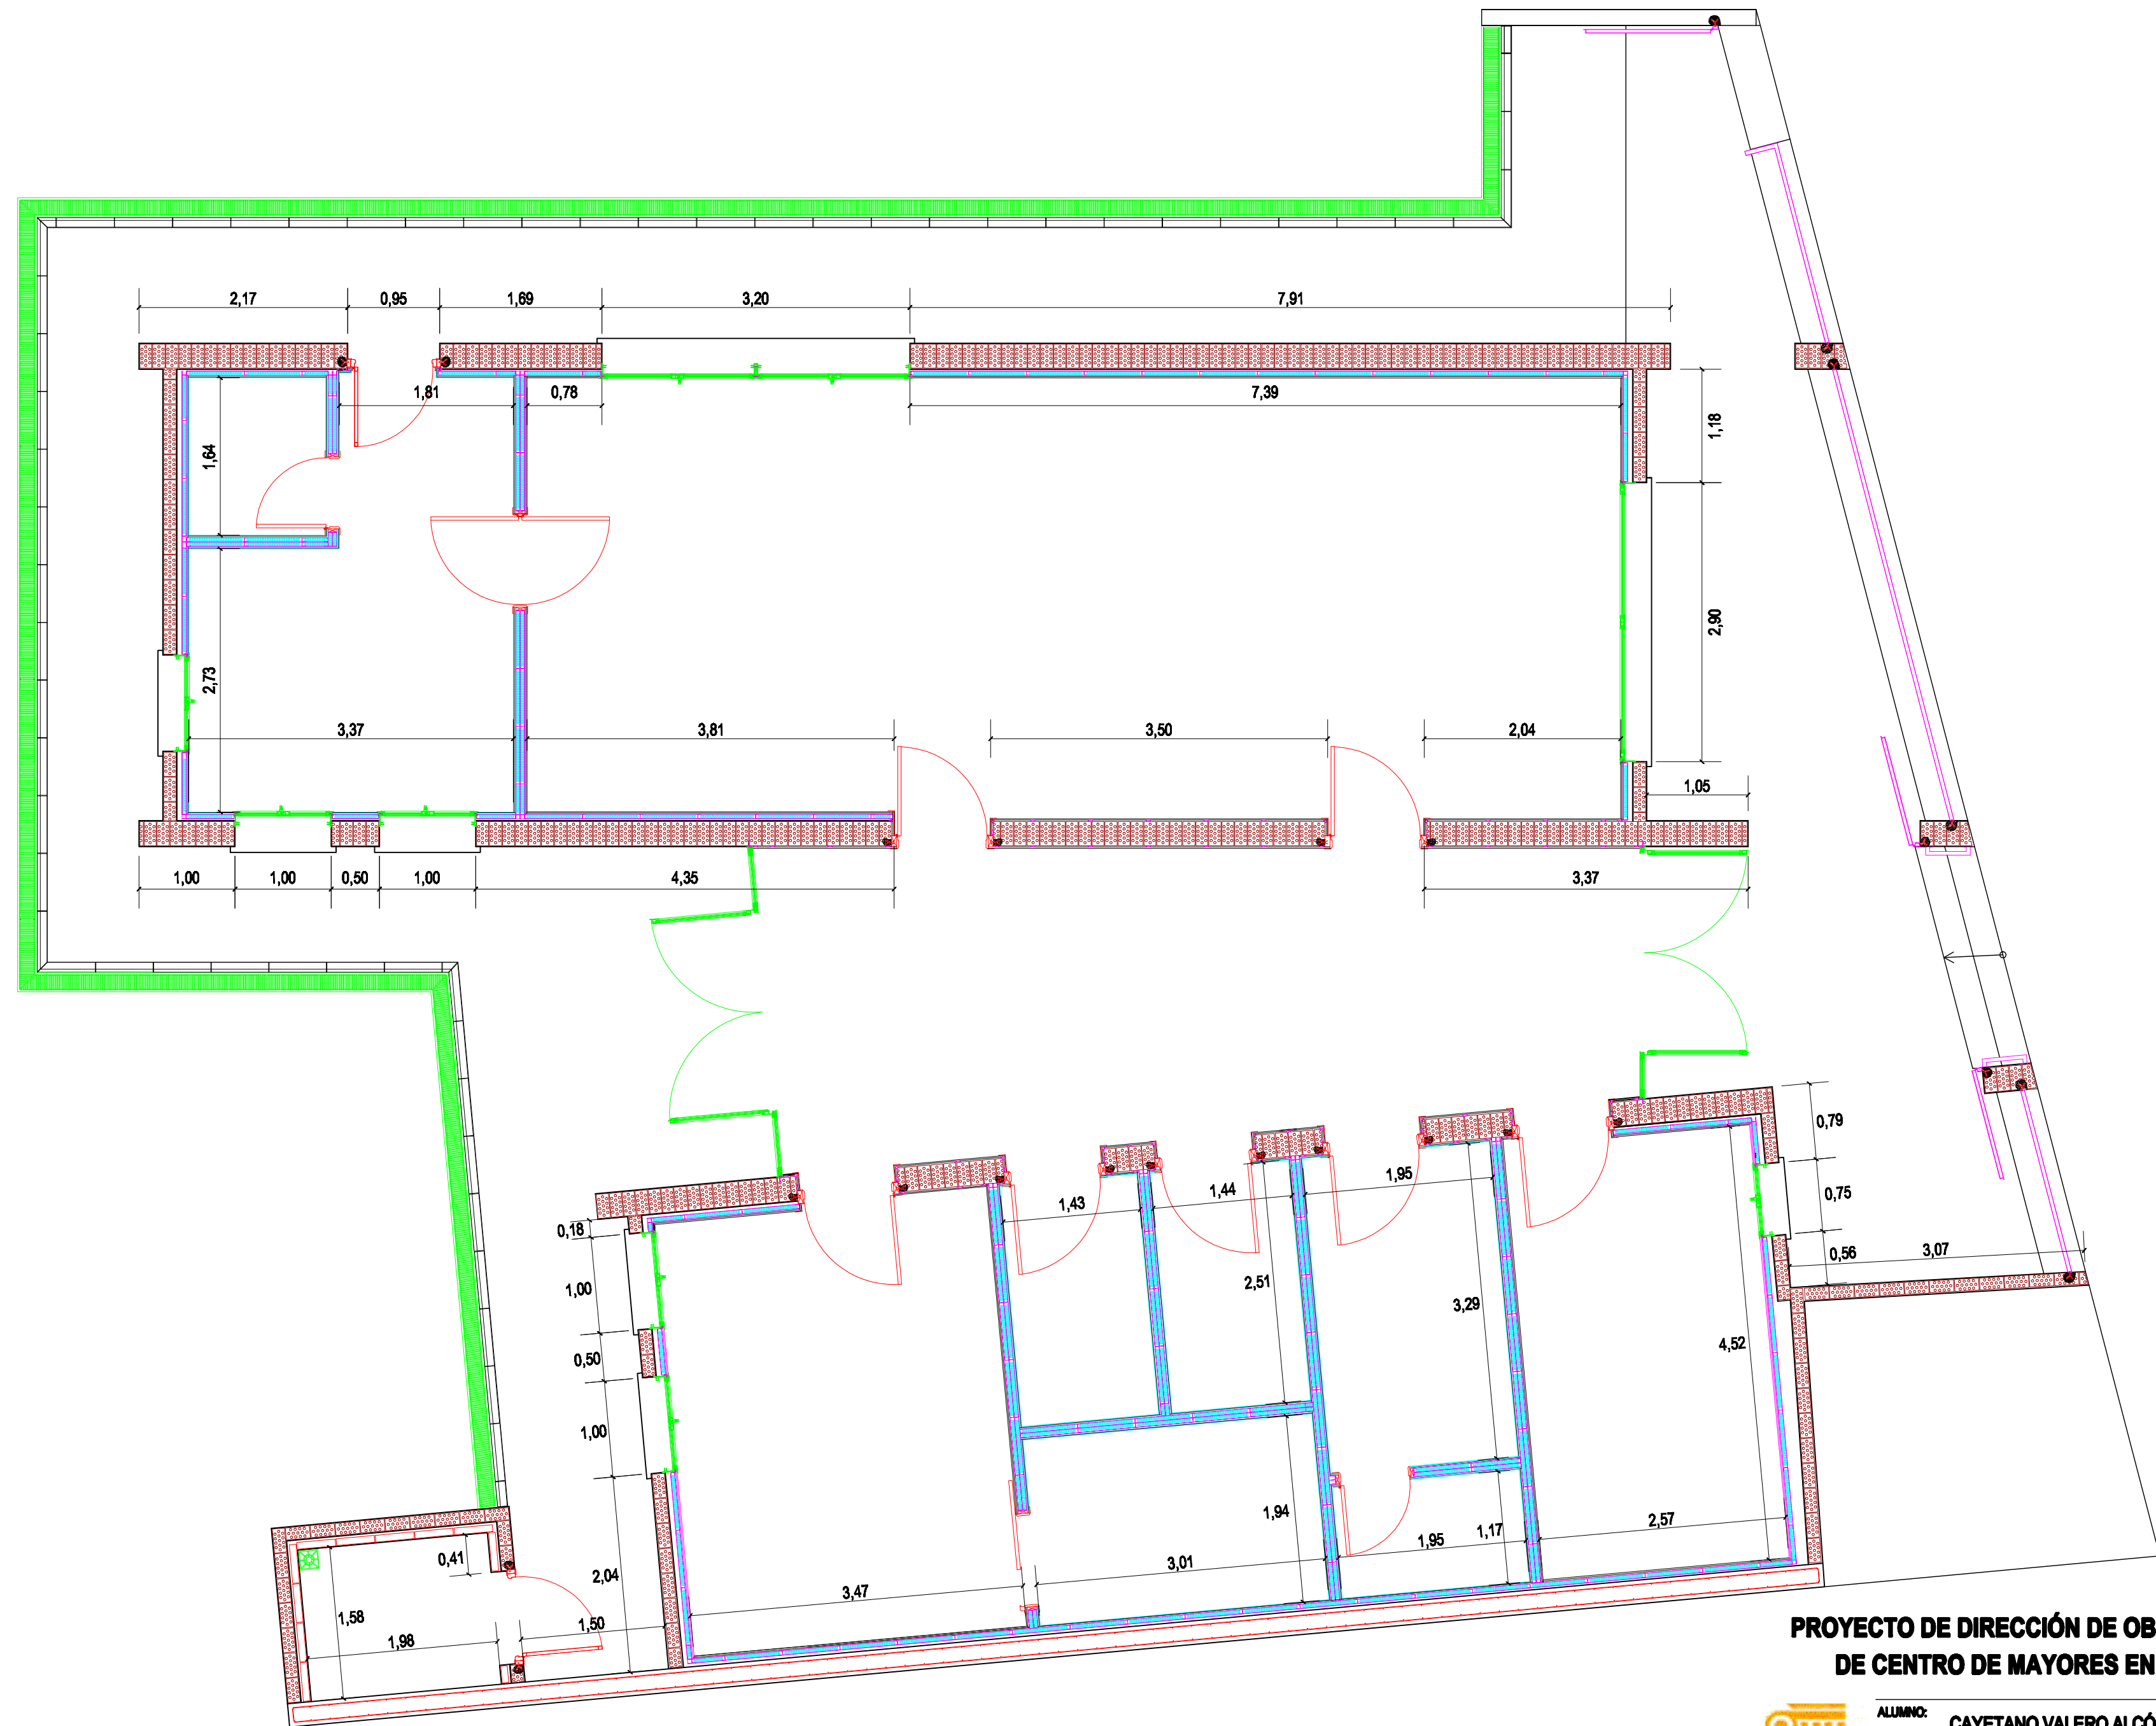 2,17 0,95 1,69 3,20 7,91
1,81 0,78 7,39
1,18
1,64
2,90
2,73
3,37 3,81 3,50 2,04
1,05
1,00 1,00 0,50 1,00 4,35 3,37
0,79
0,18 1,43 1,44 1,95 0,75
0,56 3,07
1,00 2,51 3,29
0,50 4,52
1,00
1,94 1,17 2,57
0,41 1,95
2,04 3,01
1,58 3,47
1,98 1,50
PROYECTO DE DIRECCIÓN DE OB
DE CENTRO DE MAYORES EN
ALUMNO:
CAYETANO VALERO ALCÓ